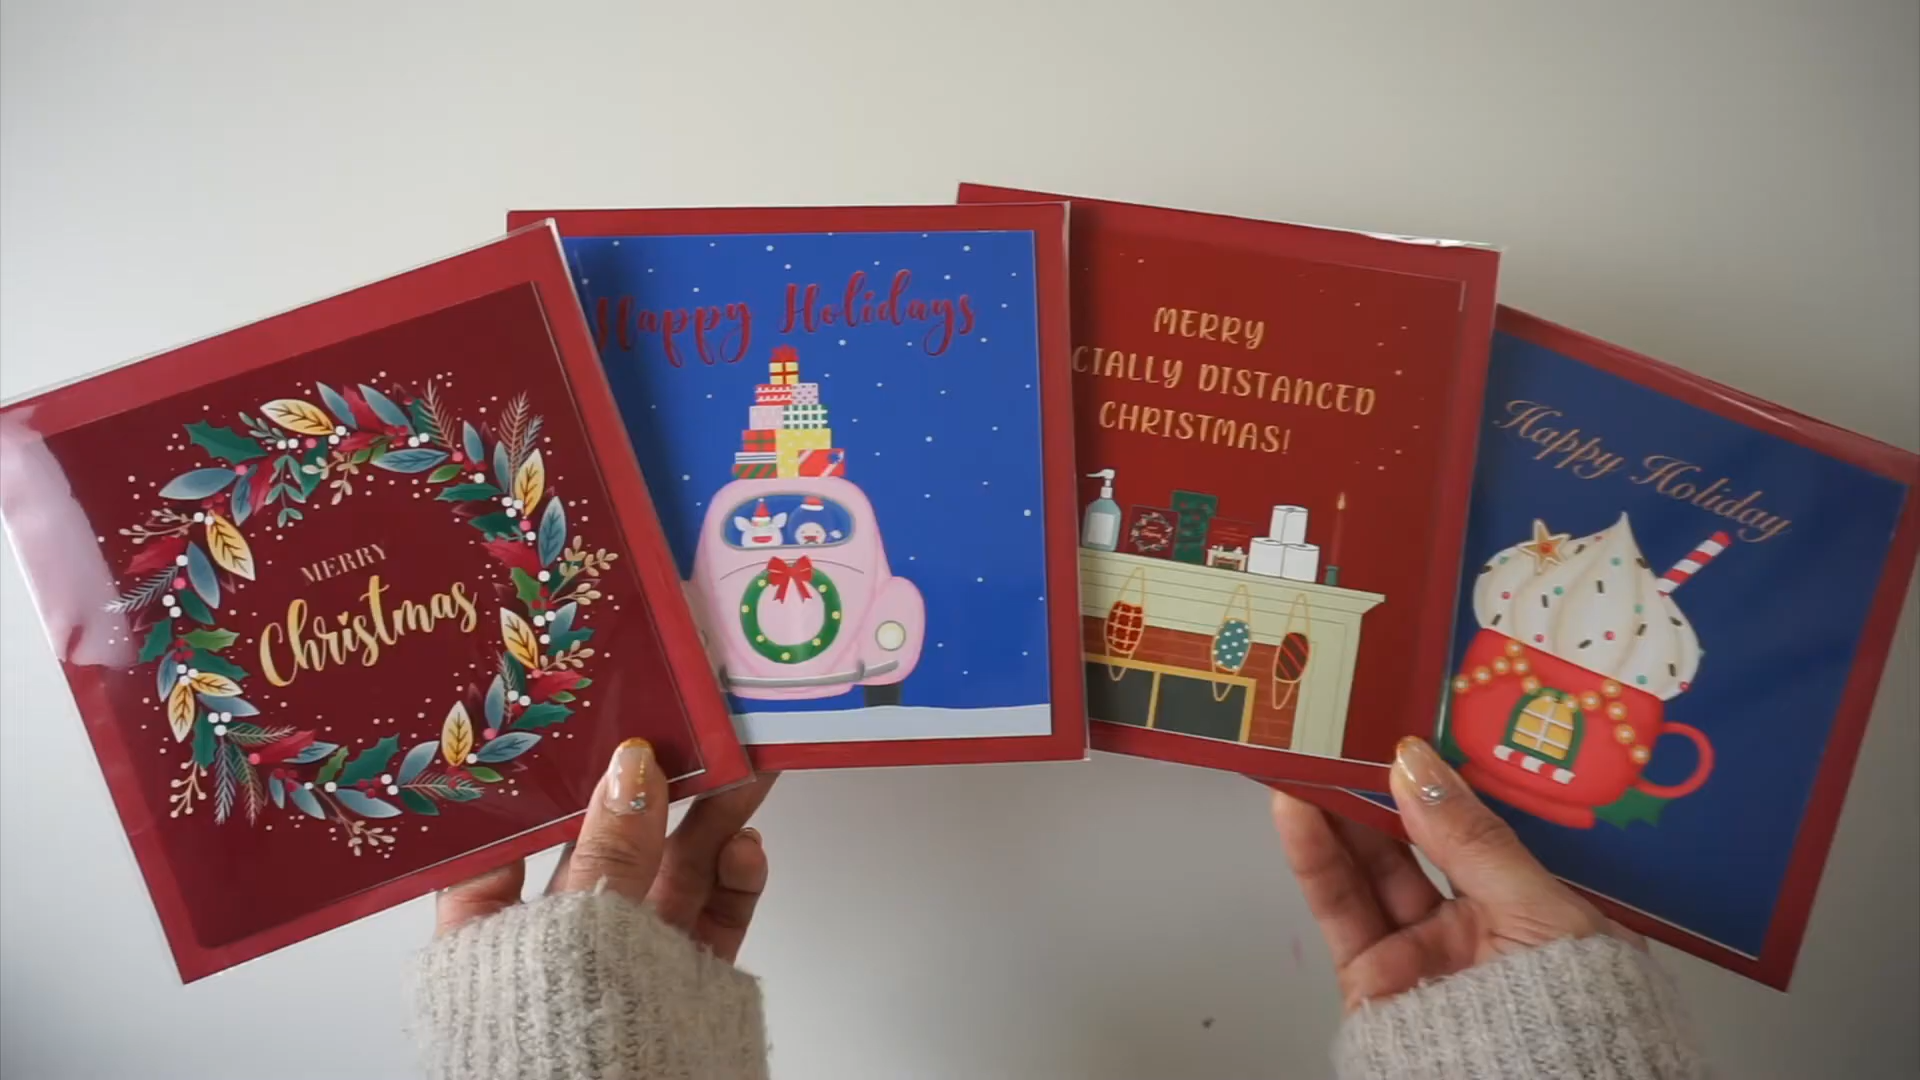 MERRY
Christmas
Happy Holidays
MERRY
CIALLY DISTANCED
CHRISTMAS!
Happy Holiday